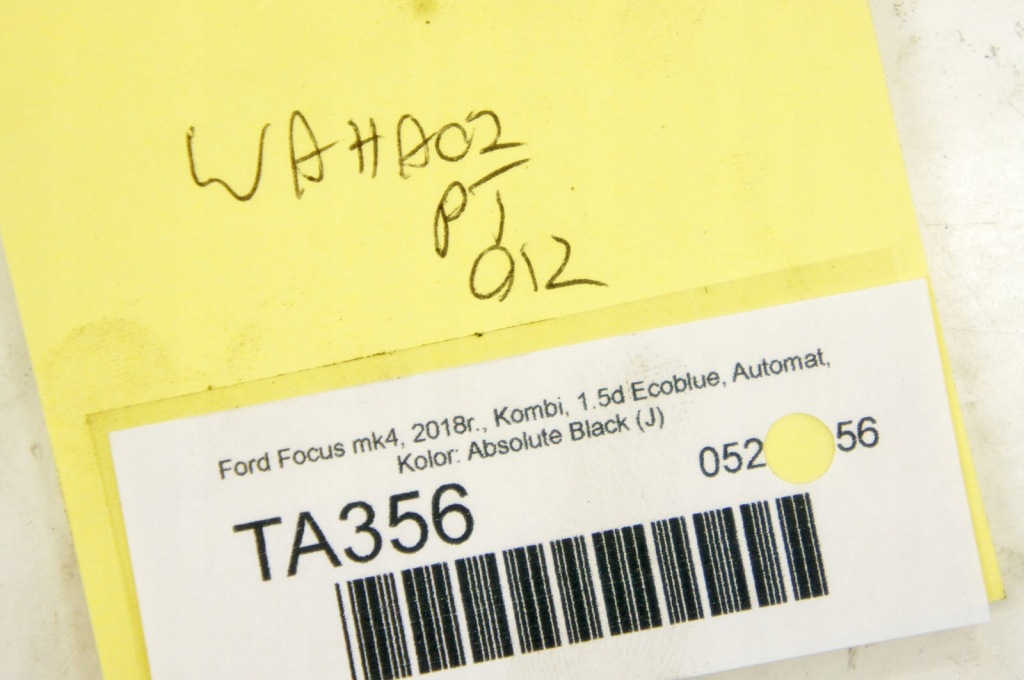 WAHA02
PT
012
Ford Focus mk4, 2018r., Kombi, 1.5d Ecoblue, Automat,
Kolor: Absolute Black (J)
052 56
TA356